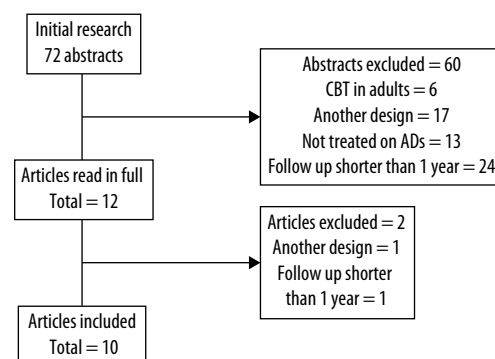 Initial research
72 abstracts
Abstracts excluded = 60
CBT in adults = 6
Another design = 17
Not treated on ADs = 13
Follow up shorter than 1 year = 24
Articles read in full
Total = 12
Articles excluded = 2
Another design = 1
Follow up shorter
than 1 year = 1
Articles included
Total = 10